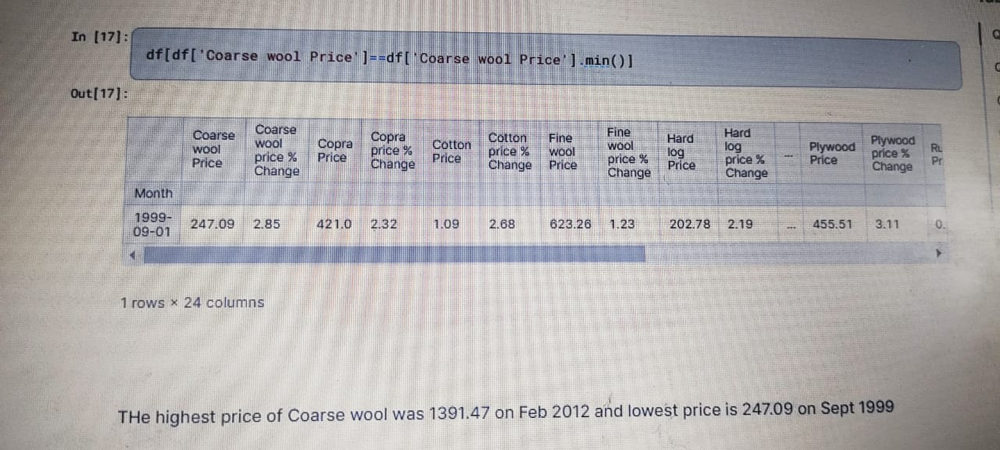 In [17]:
df[df['Coarse wool Price']==df['Coarse wool Price'].min()]
Out[17]:
Coarse wool Price Coarse wool price % Change Copra Price Copra price % Change Cotton Price Cotton price % Change Fine wool Price Fine wool price % Change Hard log Price Hard log price % Change ... Plywood Price Plywood price % Change
Month
1999-09-01 247.09 2.85 421.0 2.32 1.09 2.68 623.26 1.23 202.78 2.19 ... 455.51 3.11 0.
1 rows × 24 columns
THe highest price of Coarse wool was 1391.47 on Feb 2012 and lowest price is 247.09 on Sept 1999